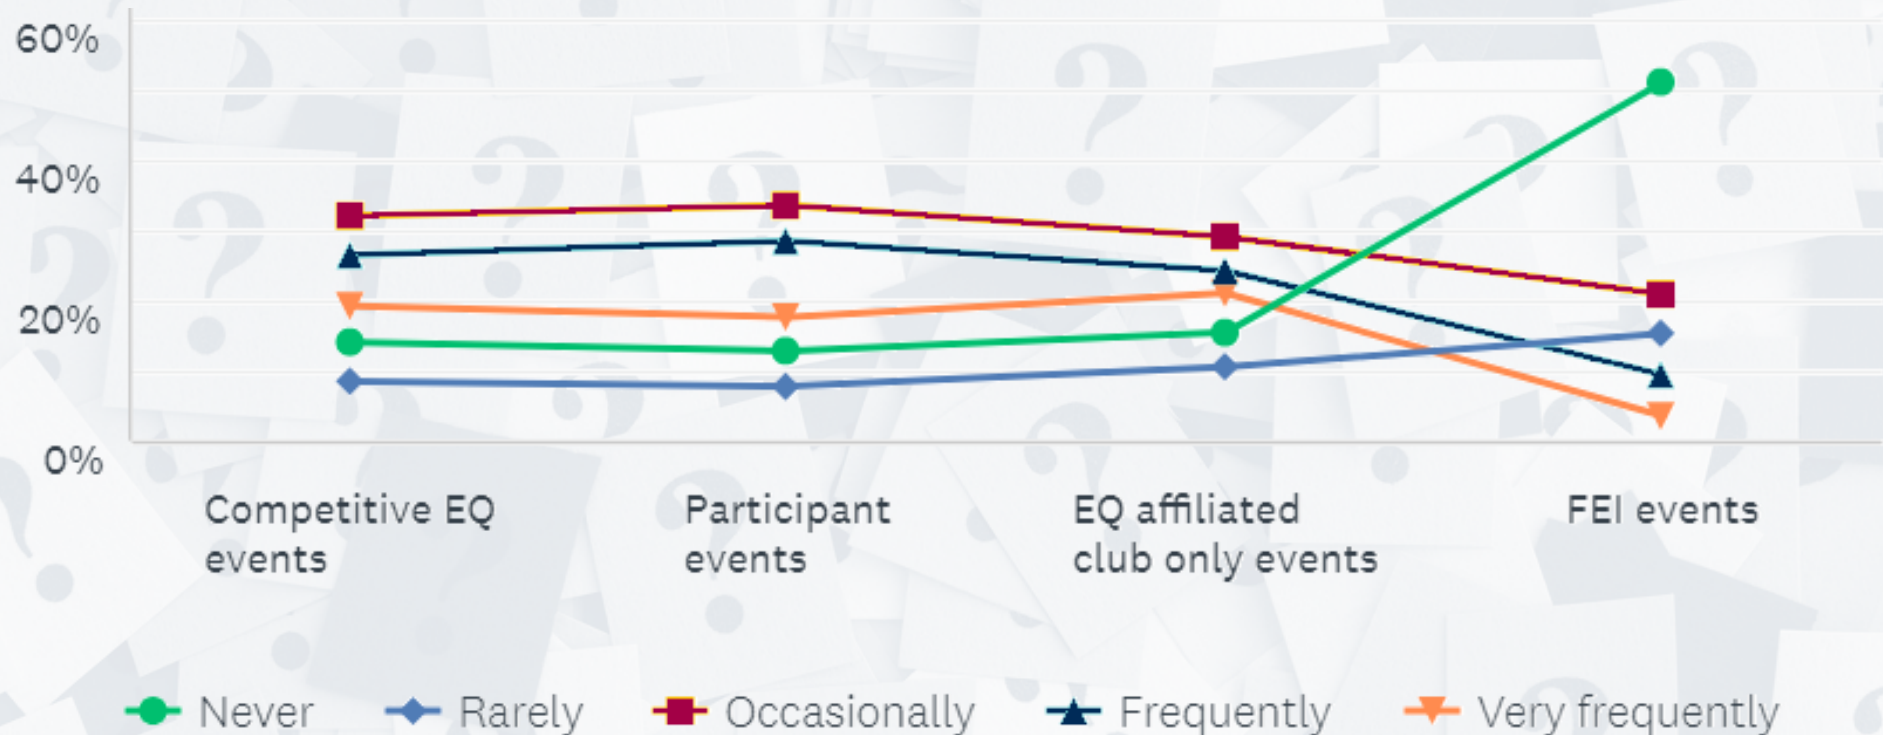 60%
40%
20%
0%
Competitive EQ
events
Participant
events
EQ affiliated
club only events
FEI events
Never
Rarely
Occasionally
Frequently
Very frequently